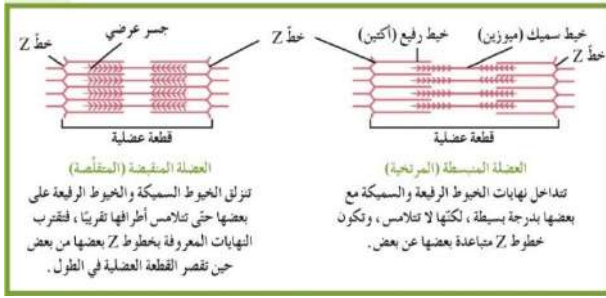 خيط سميك (ميوزين)
خيط رفيع (أكتين)
خطّ Z
خطّ Z
قطعة عضلية
العضلة المنبسطة (المرتخية)
تتداخل نهايات الخيوط الرفيعة والسميكة مع
بعضها بدرجة بسيطة ، لكنّها لا تتلامس ، وتكون
خطوط Z متباعدة بعضها عن بعض .
جسر عرضي
خطّ Z
قطعة عضلية
العضلة المنقبضة (المتقلّصة)
تنزلق الخيوط السميكة والخيوط الرفيعة على
بعضها حتّى تتلامس أطرافها تقريبًا ، فتقترب
النهايات المعروفة بخطوط Z بعضها من بعض
حين تقصر القطعة العضلية في الطول .